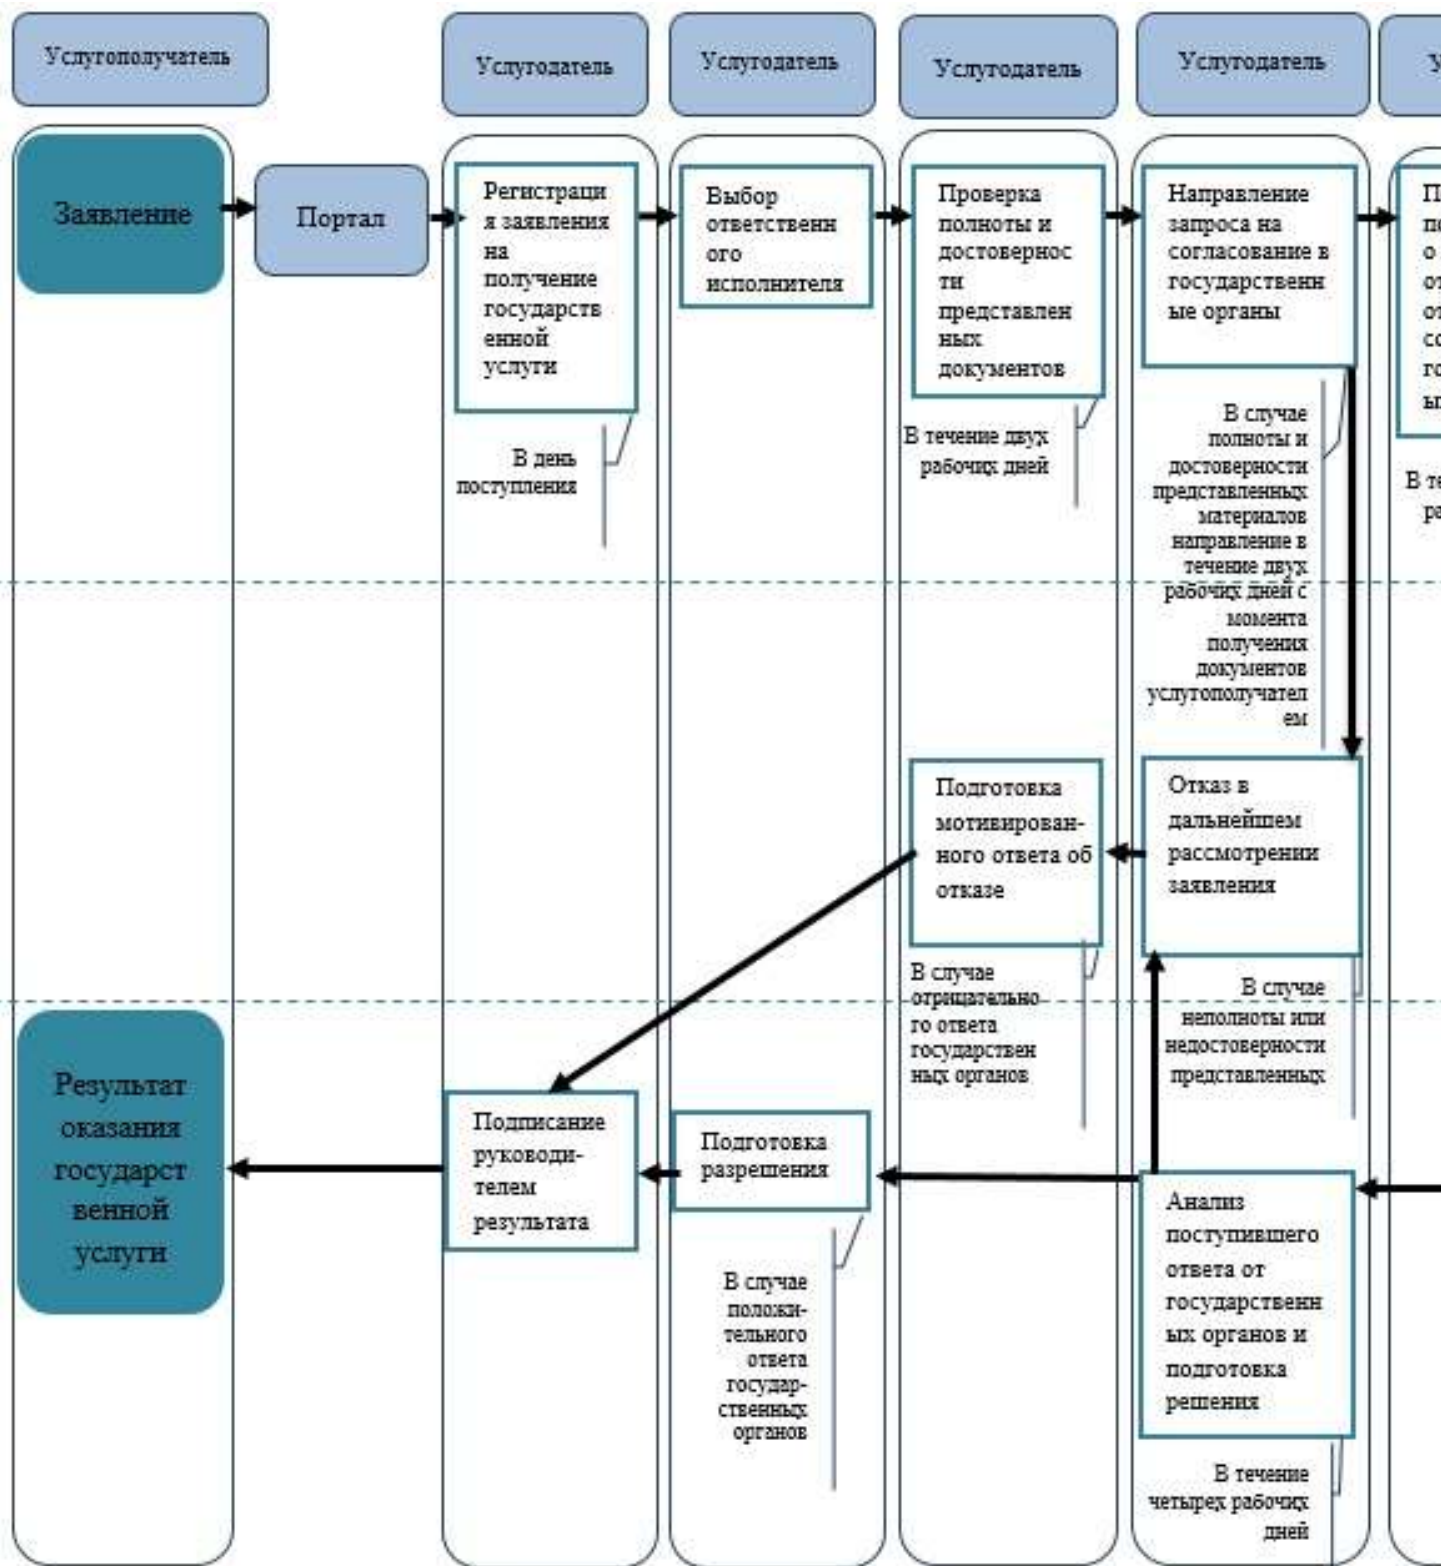 Услугополучатель
Услугодатель
Услугодатель
Услугодатель
Услугодатель
Заявление
Портал
Регистраци
я заявления
на
получение
государств
енной
услуги
Выбор
ответственн
ого
исполнителя
Проверка
полноты и
достовернос
ти
представлен
ных
документов
Направление
запроса на
согласование в
государственн
ые органы
В день
поступления
В течение двух
рабочих дней
В случае
полноты и
достоверности
представленных
материалов
направление в
течение двух
рабочих дней с
момента
получения
документов
услугополучател
ем
Подготовка
мотивирован-
ного ответа об
отказе
Отказ в
дальнейшем
рассмотрении
заявления
В случае
отрицательно
го ответа
государствен
ных органов
В случае
неполноты или
недостоверности
представленных
Результат
оказания
государст
венной
услуги
Подписание
руководи-
телем
результата
Подготовка
разрешения
Анализ
поступившего
ответа от
государственн
ых органов и
подготовка
решения
В случае
положи-
тельного
ответа
государ-
ственных
органов
В течение
четырех рабочих
дней